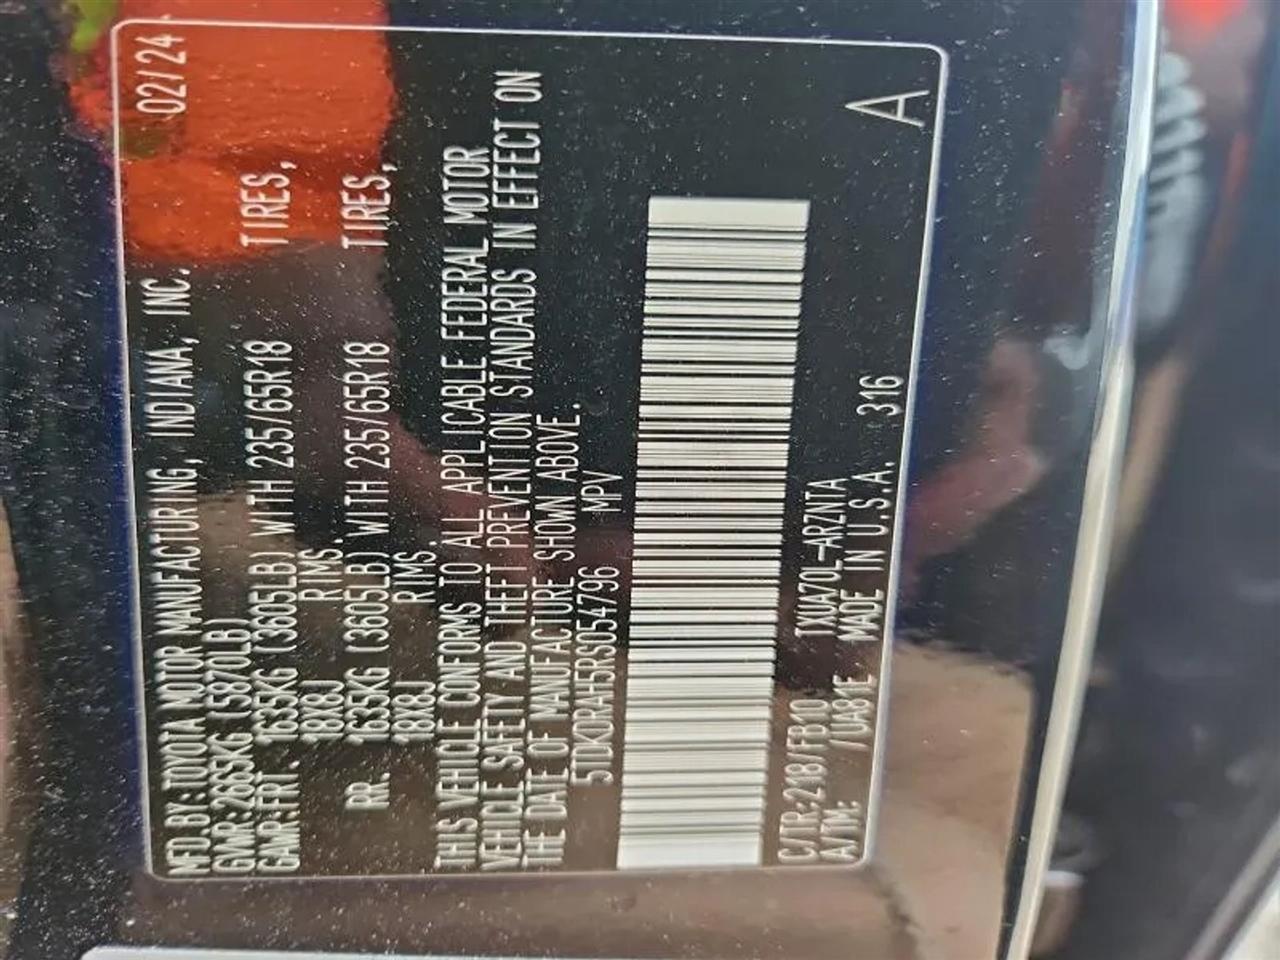 MFD.BY:TOYOTA MOTOR MANUFACTURING, INDIANA, INC. 02/24
GVWR:2663KG (5870LB)
GAWR:FRT. 1635KG (3605LB) WITH 235/65R18 TIRES,
18X8J RIMS.
RR. 1635KG (3605LB) WITH 235/65R18 TIRES,
18X8J RIMS.
THIS VEHICLE CONFORMS TO ALL APPLICABLE FEDERAL MOTOR
VEHICLE SAFETY AND THEFT PREVENTION STANDARDS IN EFFECT ON
THE DATE OF MANUFACTURE SHOWN ABOVE.
5TDKDRAH5RS054796 MPV
C/TR:218/FB10 TXUA70L-ARZNTA
A/TM: /UA81E MADE IN U.S.A. 316 A